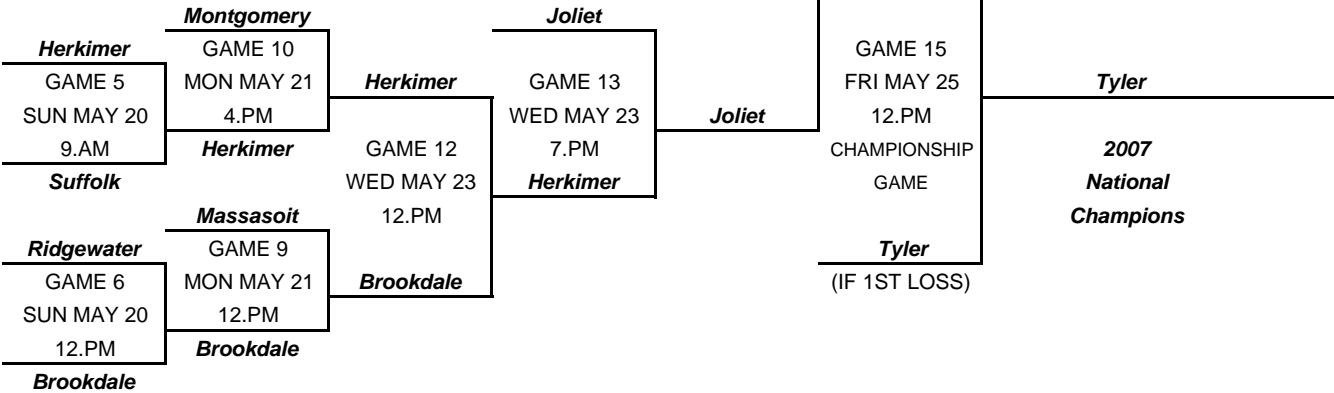 Montgomery Joliet
Herkimer GAME 10 GAME 15
GAME 5 MON MAY 21 Herkimer GAME 13 FRI MAY 25 Tyler
SUN MAY 20 4.PM WED MAY 23 Joliet 12.PM
9.AM Herkimer GAME 12 7.PM CHAMPIONSHIP 2007
Suffolk WED MAY 23 Herkimer GAME National
Massasoit 12.PM Champions
Ridgewater GAME 9 Tyler
GAME 6 MON MAY 21 Brookdale (IF 1ST LOSS)
SUN MAY 20 12.PM
12.PM Brookdale
Brookdale